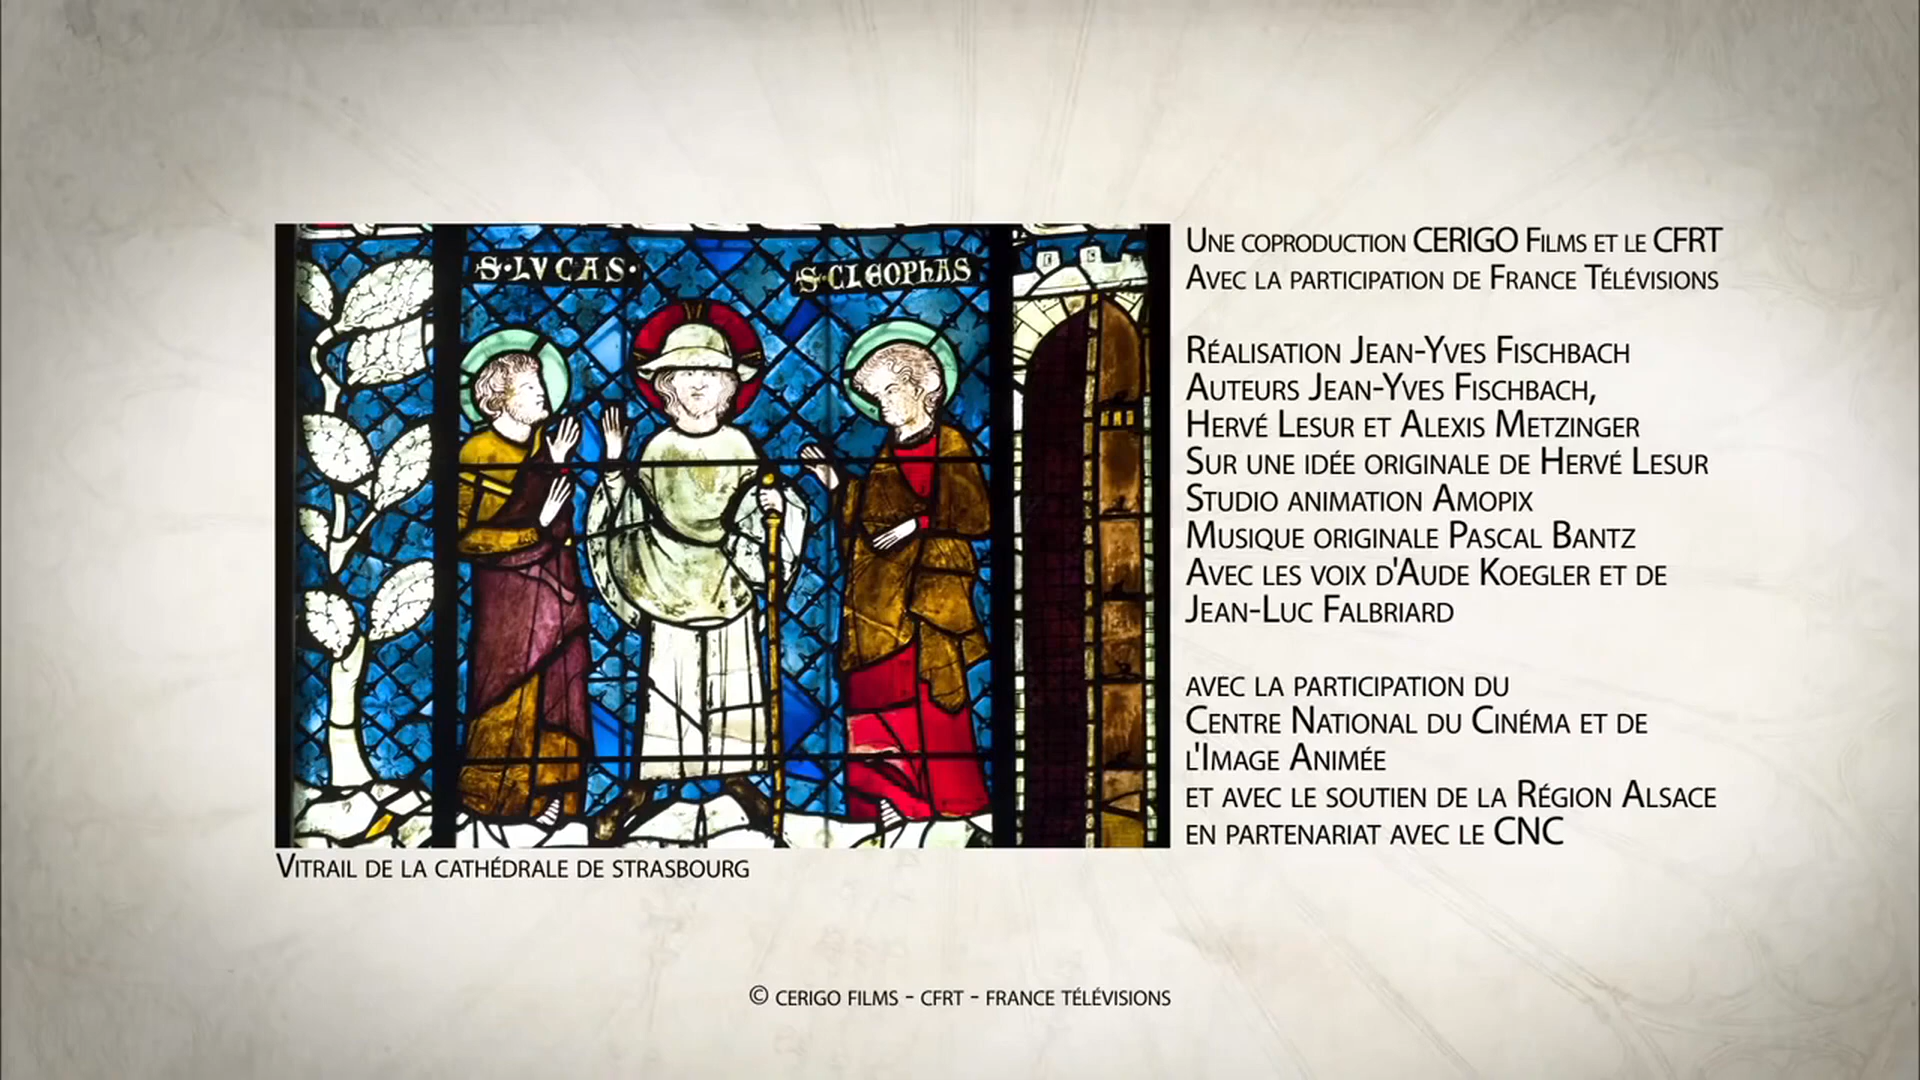 S·LVCAS·
S·CLEOPhAS
Une coproduction CERIGO Films et le CFRT
Avec la participation de France Télévisions
Réalisation Jean-Yves Fischbach
Auteurs Jean-Yves Fischbach,
Hervé Lesur et Alexis Metzinger
Sur une idée originale de Hervé Lesur
Studio animation Amopix
Musique originale Pascal Bantz
Avec les voix d'Aude Koegler et de
Jean-Luc Falbriard
avec la participation du
Centre National du Cinéma et de
l'Image Animée
et avec le soutien de la Région Alsace
en partenariat avec le CNC
Vitrail de la cathédrale de strasbourg
© cerigo films - cfrt - france télévisions